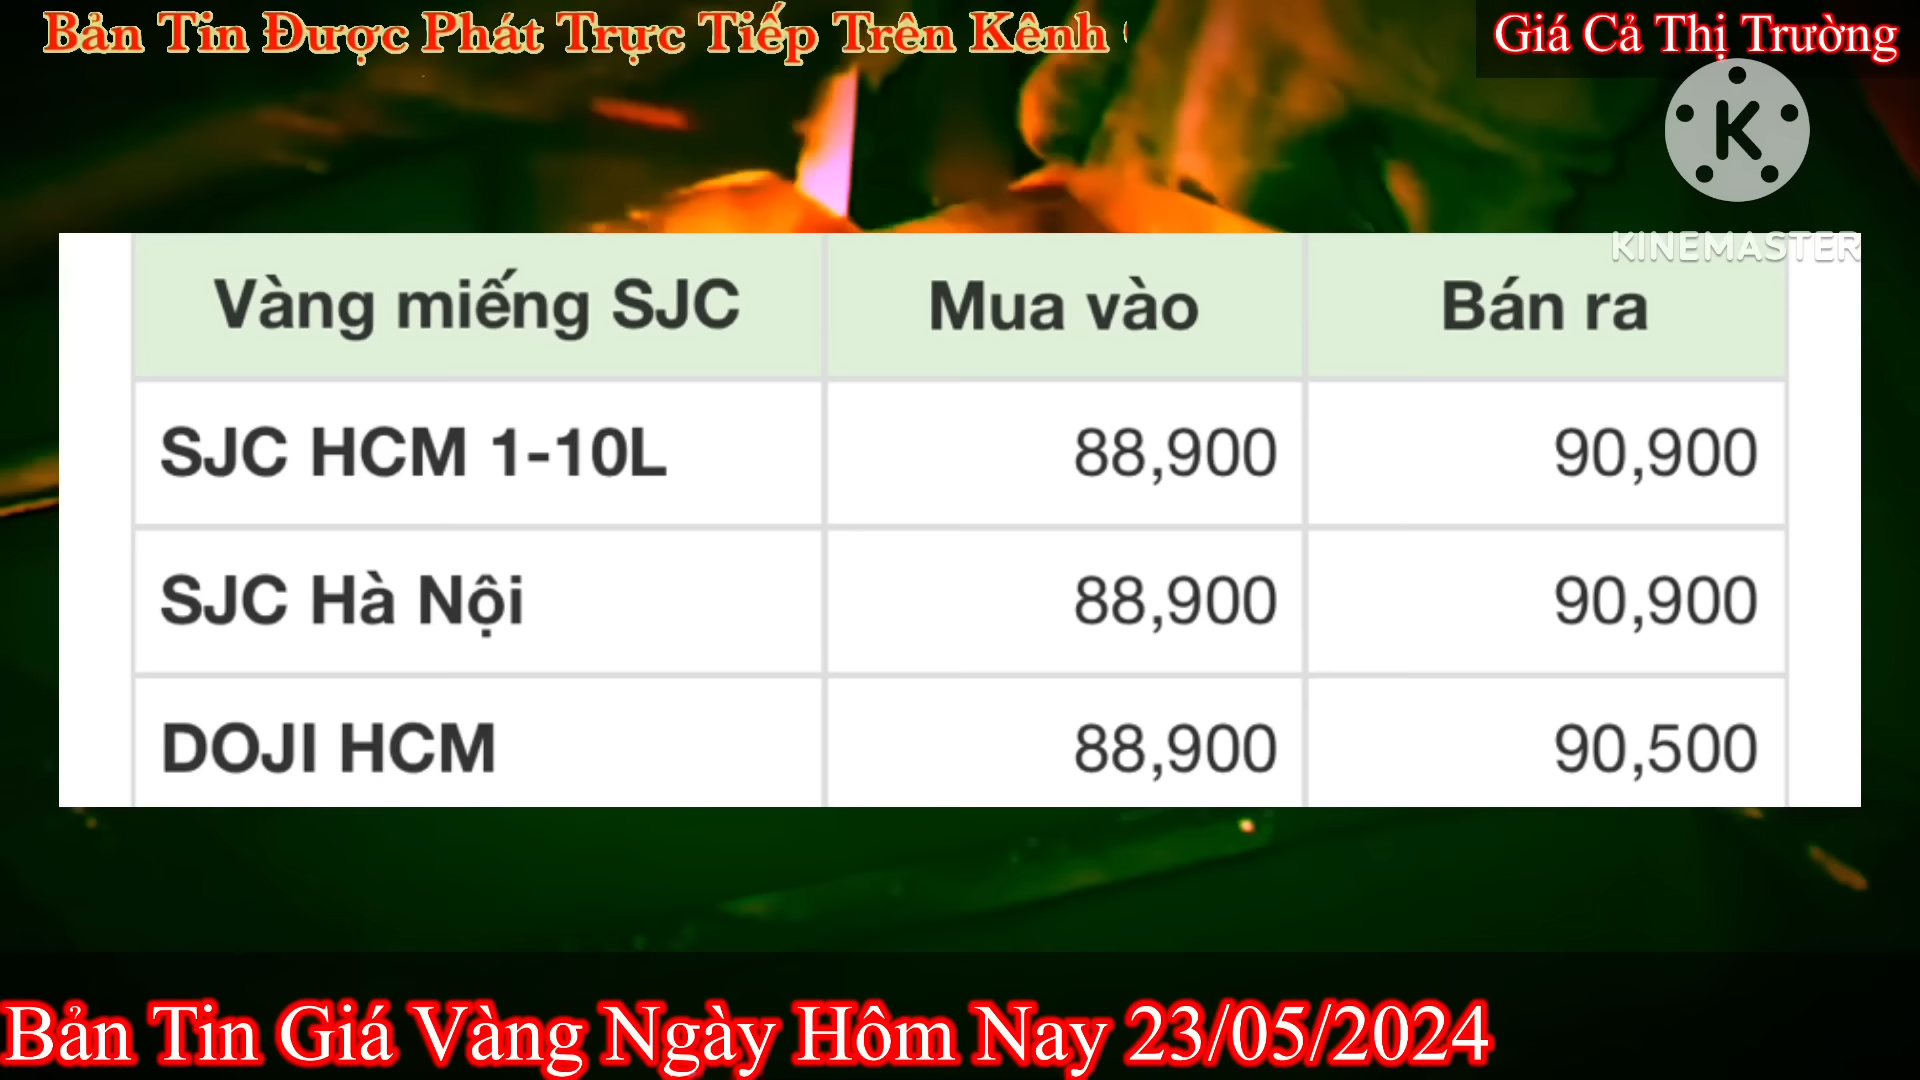 Bản Tin Được Phát Trực Tiếp Trên Kênh
Giá Cả Thị Trường
K
KINEMASTER
Vàng miếng SJC Mua vào Bán ra
SJC HCM 1-10L 88,900 90,900
SJC Hà Nội 88,900 90,900
DOJI HCM 88,900 90,500
Bản Tin Giá Vàng Ngày Hôm Nay 23/05/2024